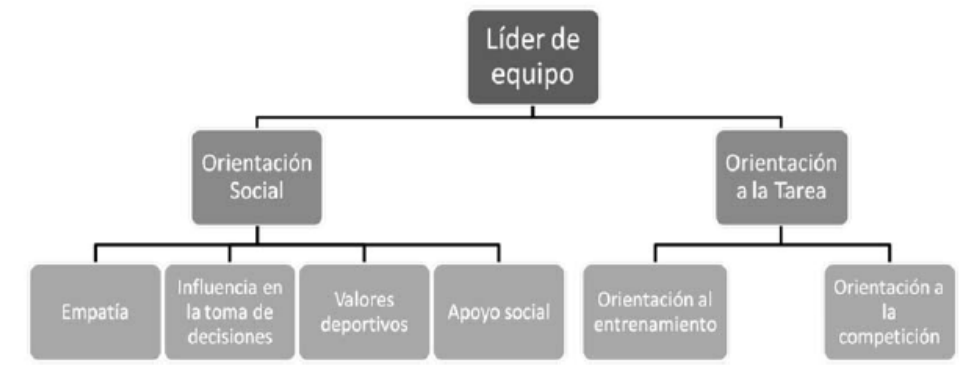 Líder de
equipo
Orientación
Social
Orientación
a la Tarea
Empatía
Influencia en
la toma de
decisiones
Valores
deportivos
Apoyo social
Orientación al
entrenamiento
Orientación a
la
competición